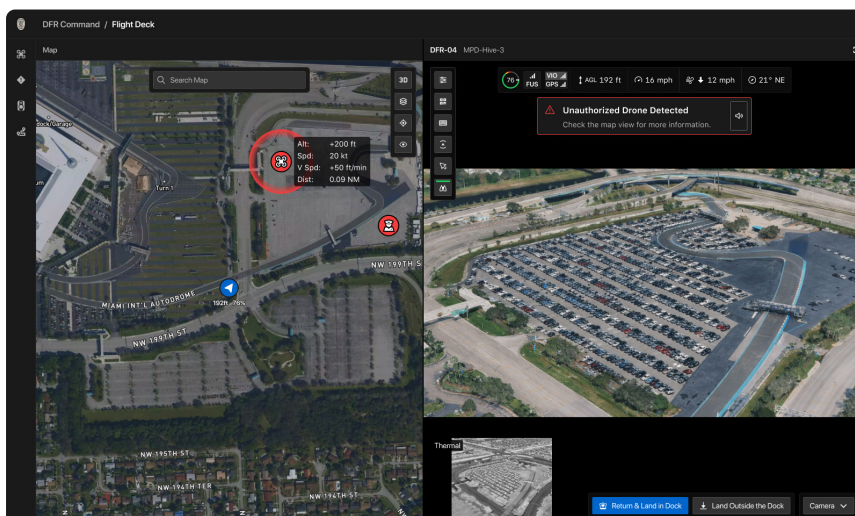 DFR Command / Flight Deck
Map
Search Map
3D
dock/Garage
um
Turn 1
Alt: +200 ft
Spd: 20 kt
V Spd: +50 ft/min
Dist: 0.09 NM
NW 199TH S
MIAMI INT'L AUTODROME
192ft 76%
NW 199TH ST
NW 195TH ST
NW 194TH TER
NW 194TH ST
DFR-04 MPD-Hive-3
76
FUS
VIO
GPS
AGL 192 ft
16 mph
12 mph
21° NE
Unauthorized Drone Detected
Check the map view for more information.
Thermal
Return & Land in Dock
Land Outside the Dock
Camera